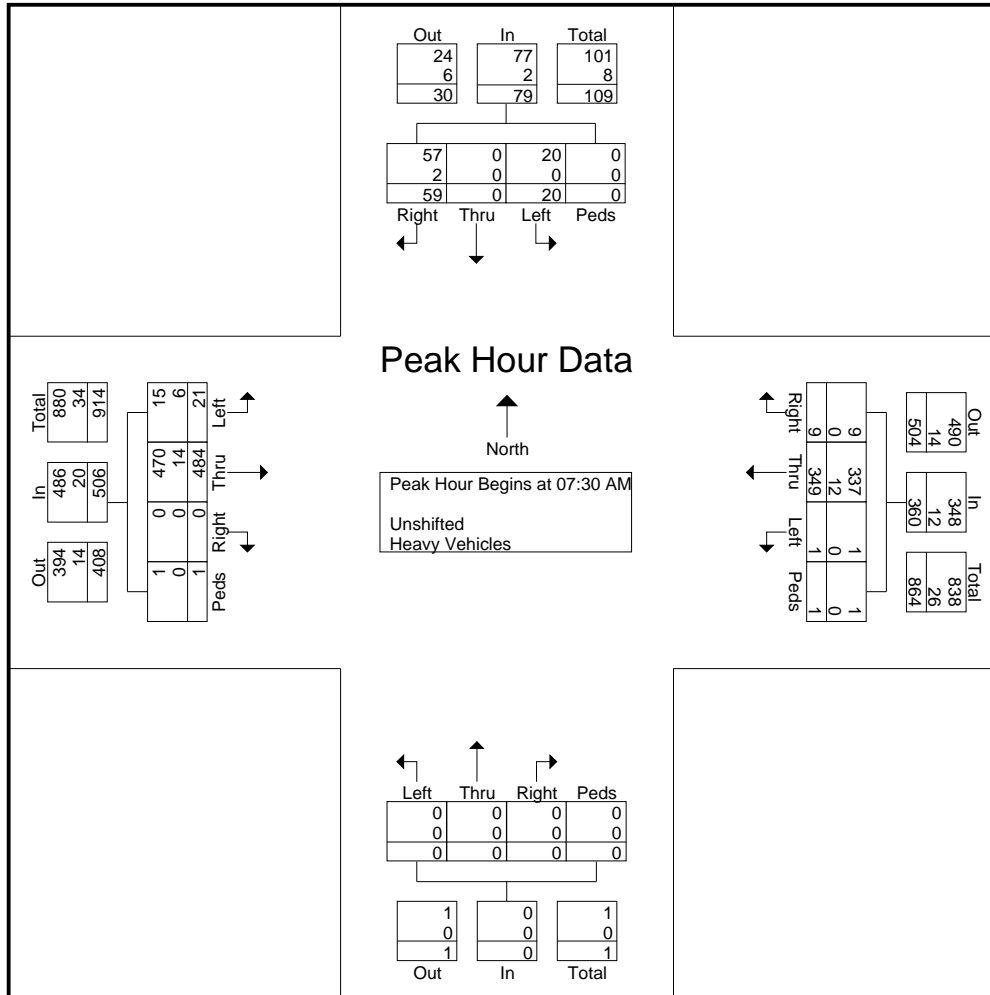 Out In Total
24 77 101
6 2 8
30 79 109
57 0 20 0
2 0 0 0
59 0 20 0
Right Thru Left Peds
Peak Hour Data
North
Peak Hour Begins at 07:30 AM
Unshifted
Heavy Vehicles
Total In Out
880 486 394
34 20 14
914 506 408
15 470 0 1
6 14 0 0
21 484 0 1
Left Thru Right Peds
Out In Total
490 348 838
14 12 26
504 360 864
9 337 1 1
0 12 0 0
9 349 1 1
Right Thru Left Peds
Left Thru Right Peds
0 0 0 0
0 0 0 0
0 0 0 0
1 0 1
0 0 0
1 0 1
Out In Total